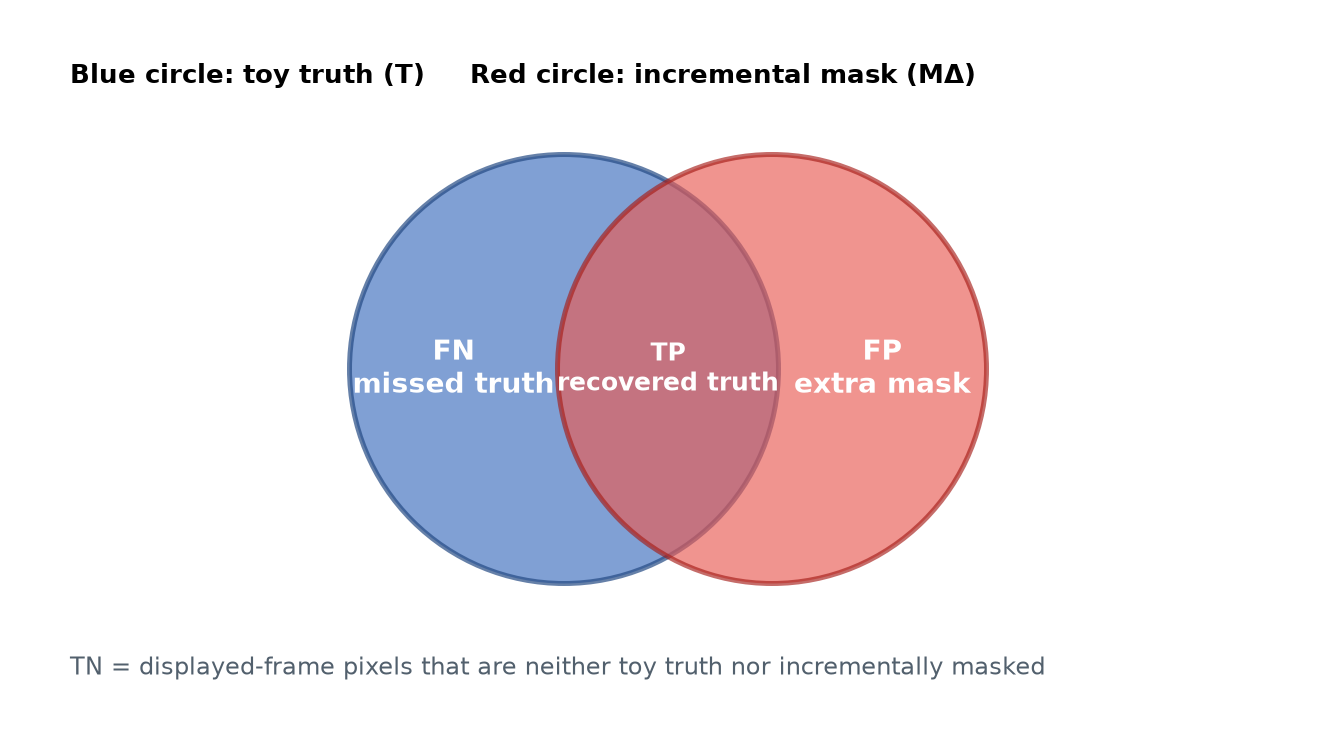 Blue circle: toy truth (T)     Red circle: incremental mask (MΔ)
FN
missed truth
TP
recovered truth
FP
extra mask
TN = displayed-frame pixels that are neither toy truth nor incrementally masked